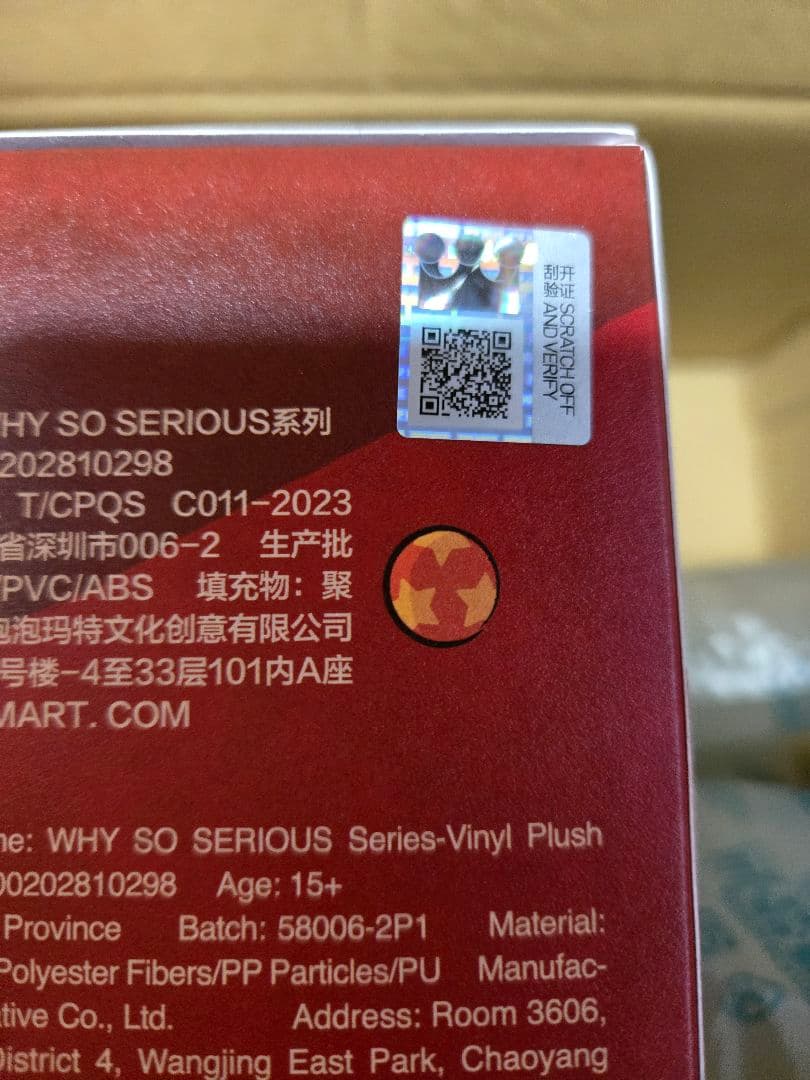 开证 SCRATCH OFF
刮验 AND VERIFY
HY SO SERIOUS系列
202810298
T/CPQS C011-2023
省深圳市006-2 生产批
/PVC/ABS 填充物：聚
泡泡玛特文化创意有限公司
号楼-4至33层101内A座
MART. COM
me: WHY SO SERIOUS Series-Vinyl Plush
00202810298 Age: 15+
Province Batch: 58006-2P1 Material:
Polyester Fibers/PP Particles/PU Manufac-
tive Co., Ltd. Address: Room 3606,
District 4, Wangjing East Park, Chaoyang